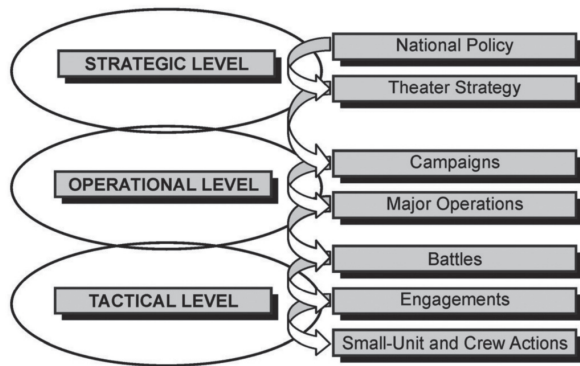 STRATEGIC LEVEL
National Policy
Theater Strategy
OPERATIONAL LEVEL
Campaigns
Major Operations
TACTICAL LEVEL
Battles
Engagements
Small-Unit and Crew Actions